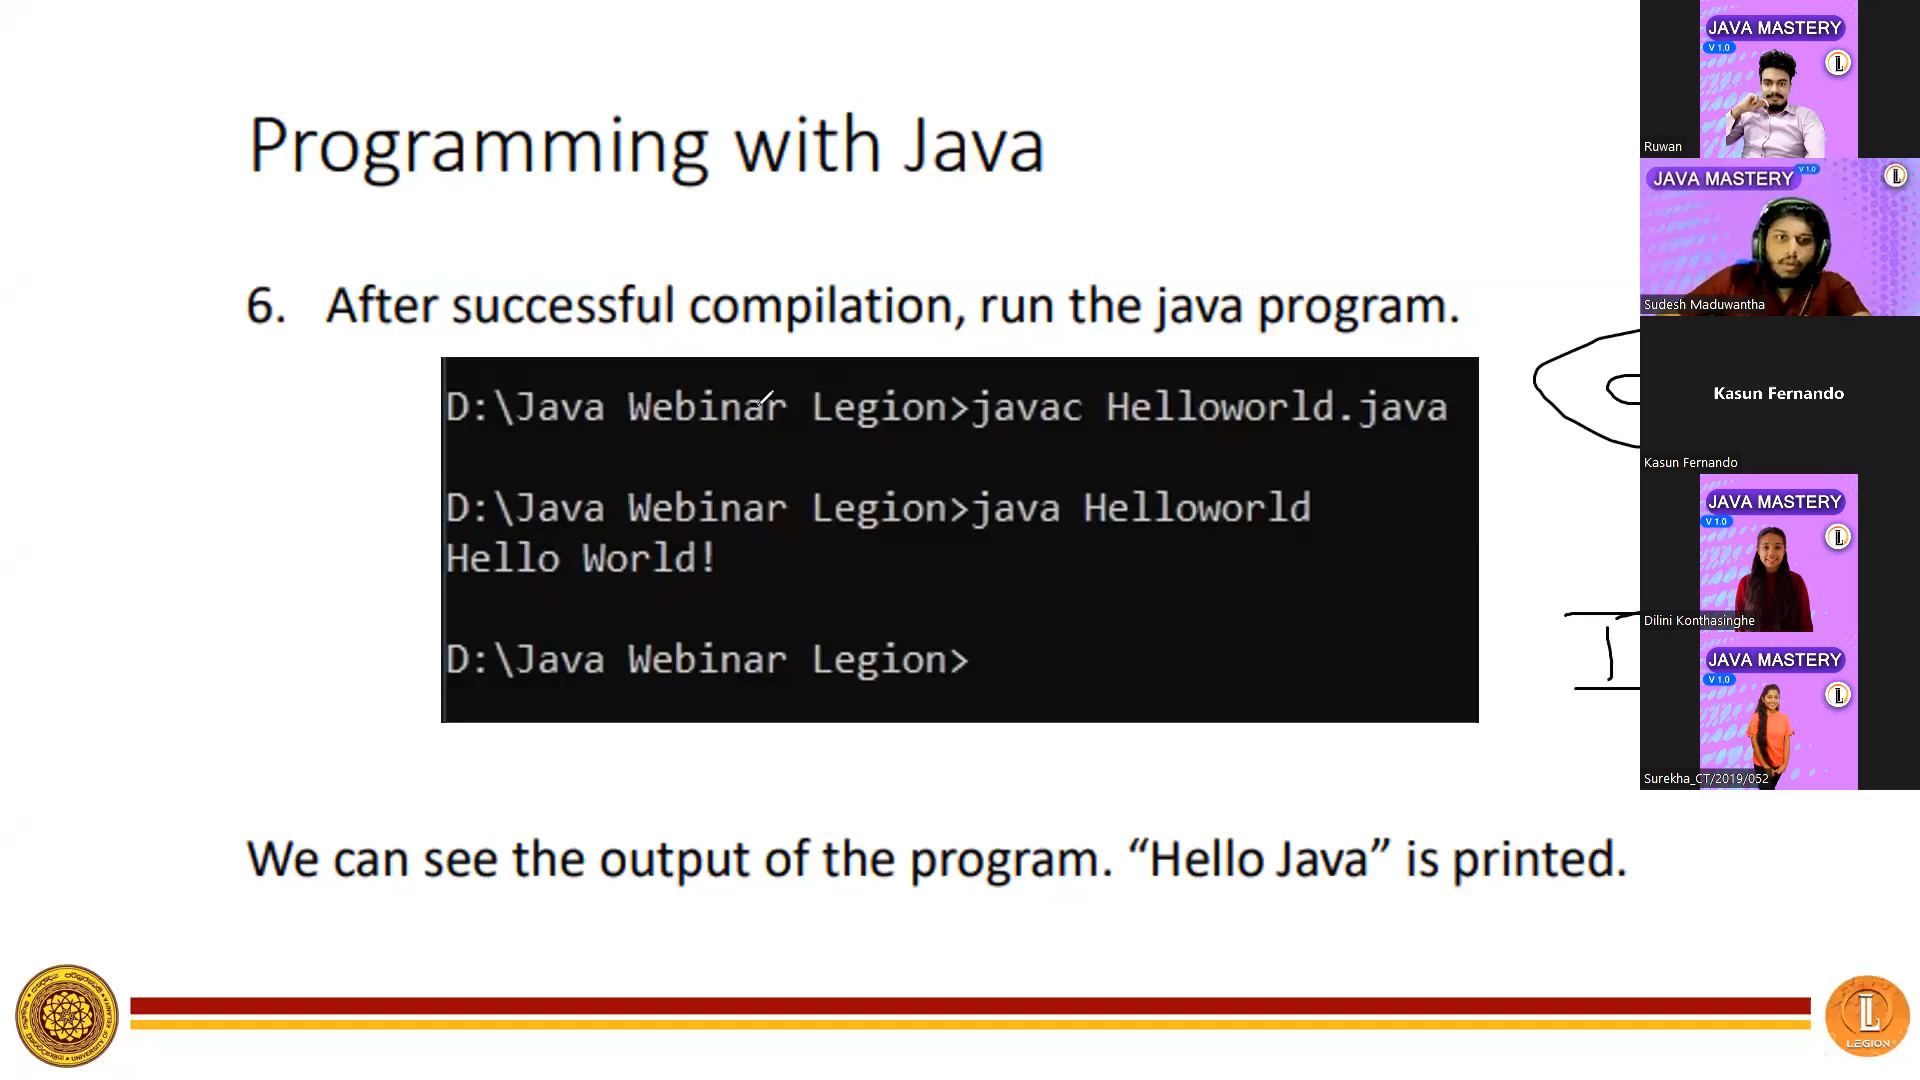 Programming with Java
6. After successful compilation, run the java program.
D:\Java Webinar Legion>javac Helloworld.java
D:\Java Webinar Legion>java Helloworld
Hello World!
D:\Java Webinar Legion>
We can see the output of the program. “Hello Java” is printed.
LEGION
JAVA MASTERY
V 1.0
L
Ruwan
JAVA MASTERY
V 1.0
L
Sudesh Maduwantha
Kasun Fernando
Kasun Fernando
JAVA MASTERY
V 1.0
L
Dilini Konthasinghe
JAVA MASTERY
V 1.0
L
Surekha_CT/2019/052